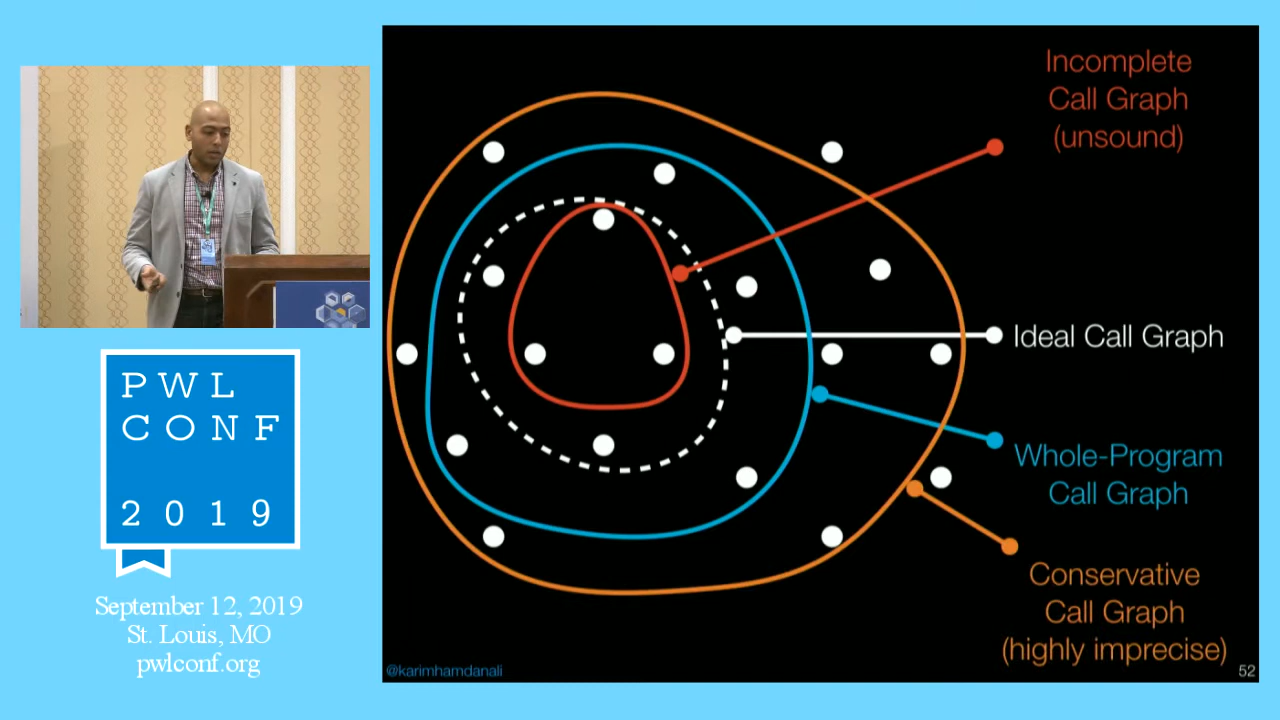 PWL
CONF
2019
September 12, 2019
St. Louis, MO
pwlconf.org
Incomplete
Call Graph
(unsound)
Ideal Call Graph
Whole-Program
Call Graph
Conservative
Call Graph
(highly imprecise)
@karimhamdanali
52